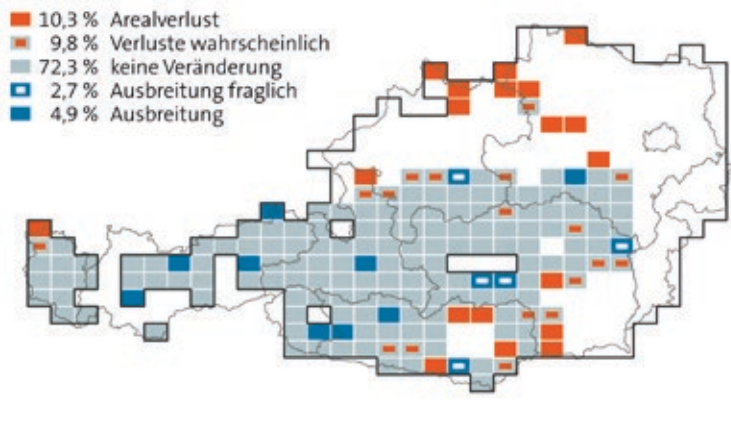 10,3 % Arealverlust
9,8 % Verluste wahrscheinlich
72,3 % keine Veränderung
2,7 % Ausbreitung fraglich
4,9 % Ausbreitung